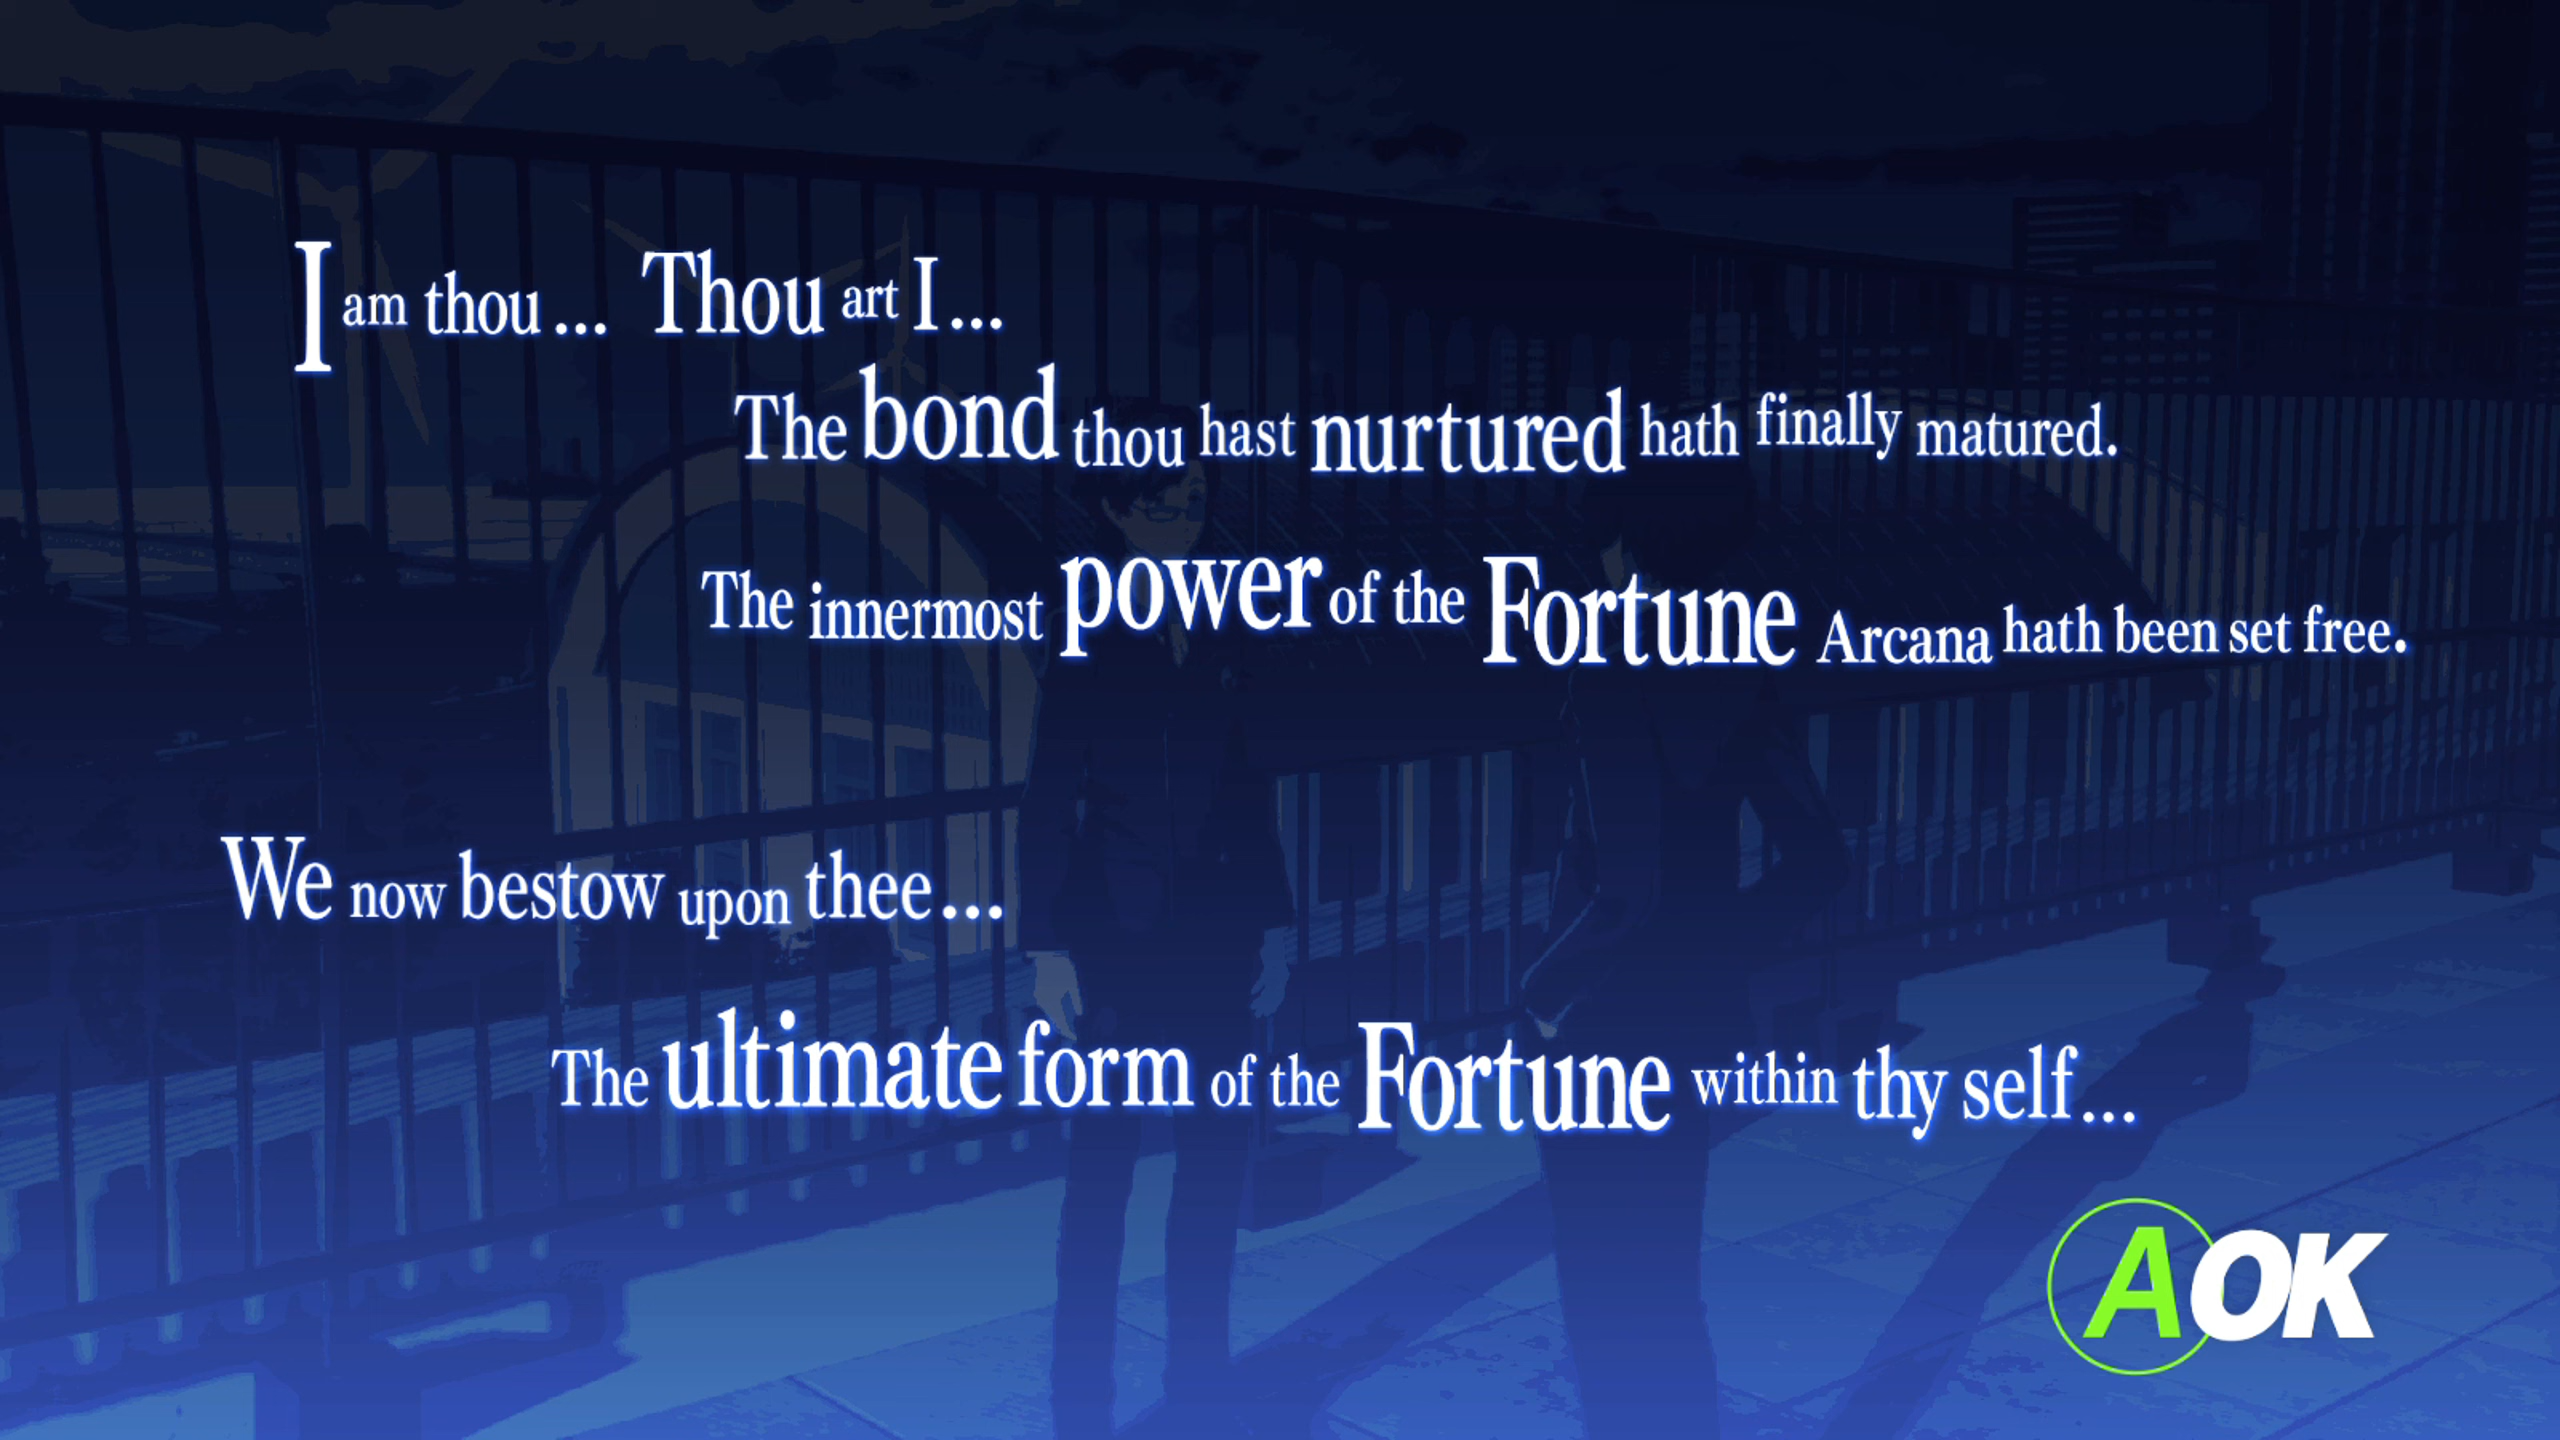 I am thou... Thou art I...
The bond thou hast nurtured hath finally matured.
The innermost power of the Fortune Arcana hath been set free.
We now bestow upon thee...
The ultimate form of the Fortune within thy self...
A OK